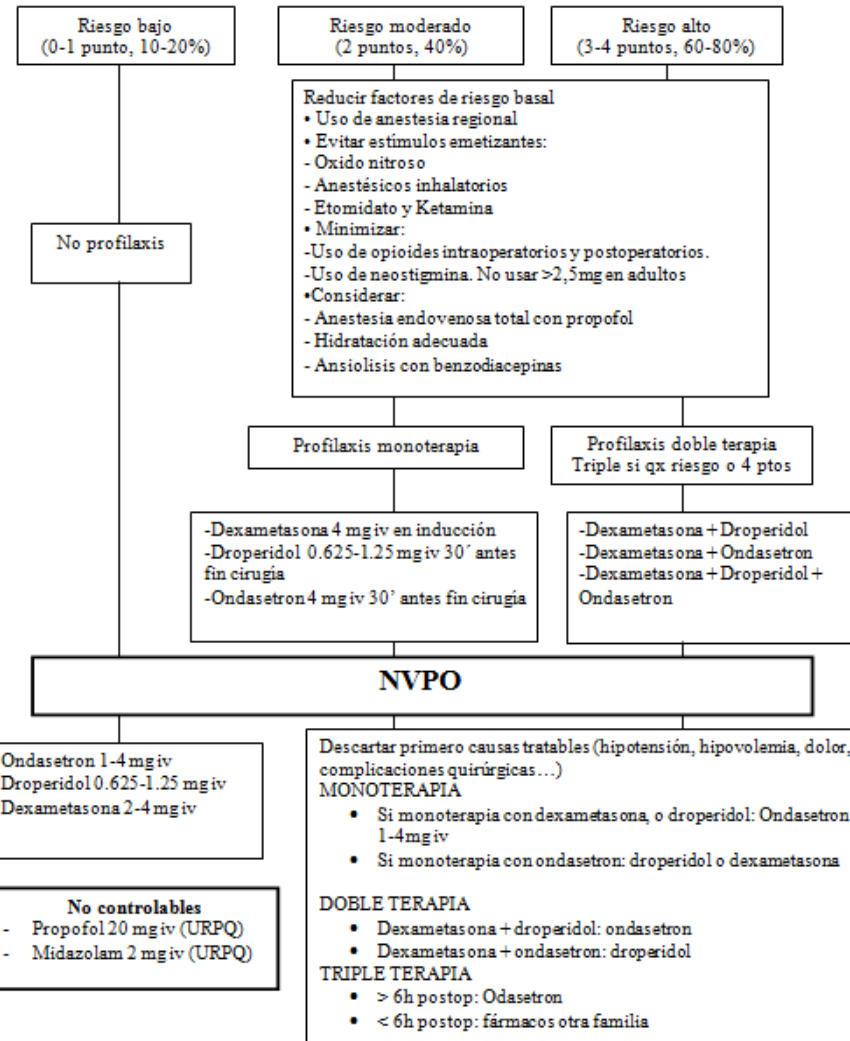 Riesgo bajo
(0-1 punto, 10-20%)
Riesgo moderado
(2 puntos, 40%)
Riesgo alto
(3-4 puntos, 60-80%)
Reducir factores de riesgo basal
• Uso de anestesia regional
• Evitar estímulos emetizantes:
- Oxido nitroso
- Anestésicos inhalatorios
- Etomidato y Ketamina
• Minimizar:
-Uso de opioides intraoperatorios y postoperatorios.
-Uso de neostigmina. No usar >2,5mg en adultos
•Considerar:
- Anestesia endovenosa total con propofol
- Hidratación adecuada
- Ansiolisis con benzodiacepinas
No profilaxis
Profilaxis monoterapia
Profilaxis doble terapia
Triple si qx riesgo o 4 ptos
-Dexametasona 4 mg iv en inducción
-Droperidol 0.625-1.25 mg iv 30´ antes
fin cirugía
-Ondasetron 4 mg iv 30’ antes fin cirugía
-Dexametasona + Droperidol
-Dexametasona + Ondasetron
-Dexametasona + Droperidol +
Ondasetron
NVPO
Ondasetron 1-4 mg iv
Droperidol 0.625-1.25 mg iv
Dexametasona 2-4 mg iv
No controlables
- Propofol 20 mg iv (URPQ)
- Midazolam 2 mg iv (URPQ)
Descartar primero causas tratables (hipotensión, hipovolemia, dolor,
complicaciones quirúrgicas…)
MONOTERAPIA
• Si monoterapia con dexametasona, o droperidol: Ondasetron
1-4mg iv
• Si monoterapia con ondasetron: droperidol o dexametasona
DOBLE TERAPIA
• Dexametasona + droperidol: ondasetron
• Dexametasona + ondasetron: droperidol
TRIPLE TERAPIA
• > 6h postop: Odasetron
• < 6h postop: fármacos otra familia